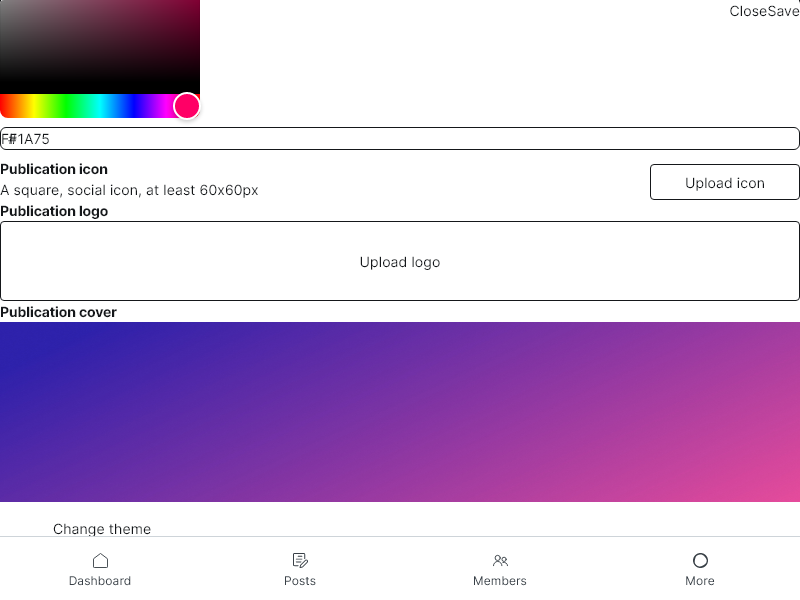 CloseSave
F#1A75
Publication icon
A square, social icon, at least 60x60px
Upload icon
Publication logo
Upload logo
Publication cover
Change theme
Dashboard
Posts
Members
More